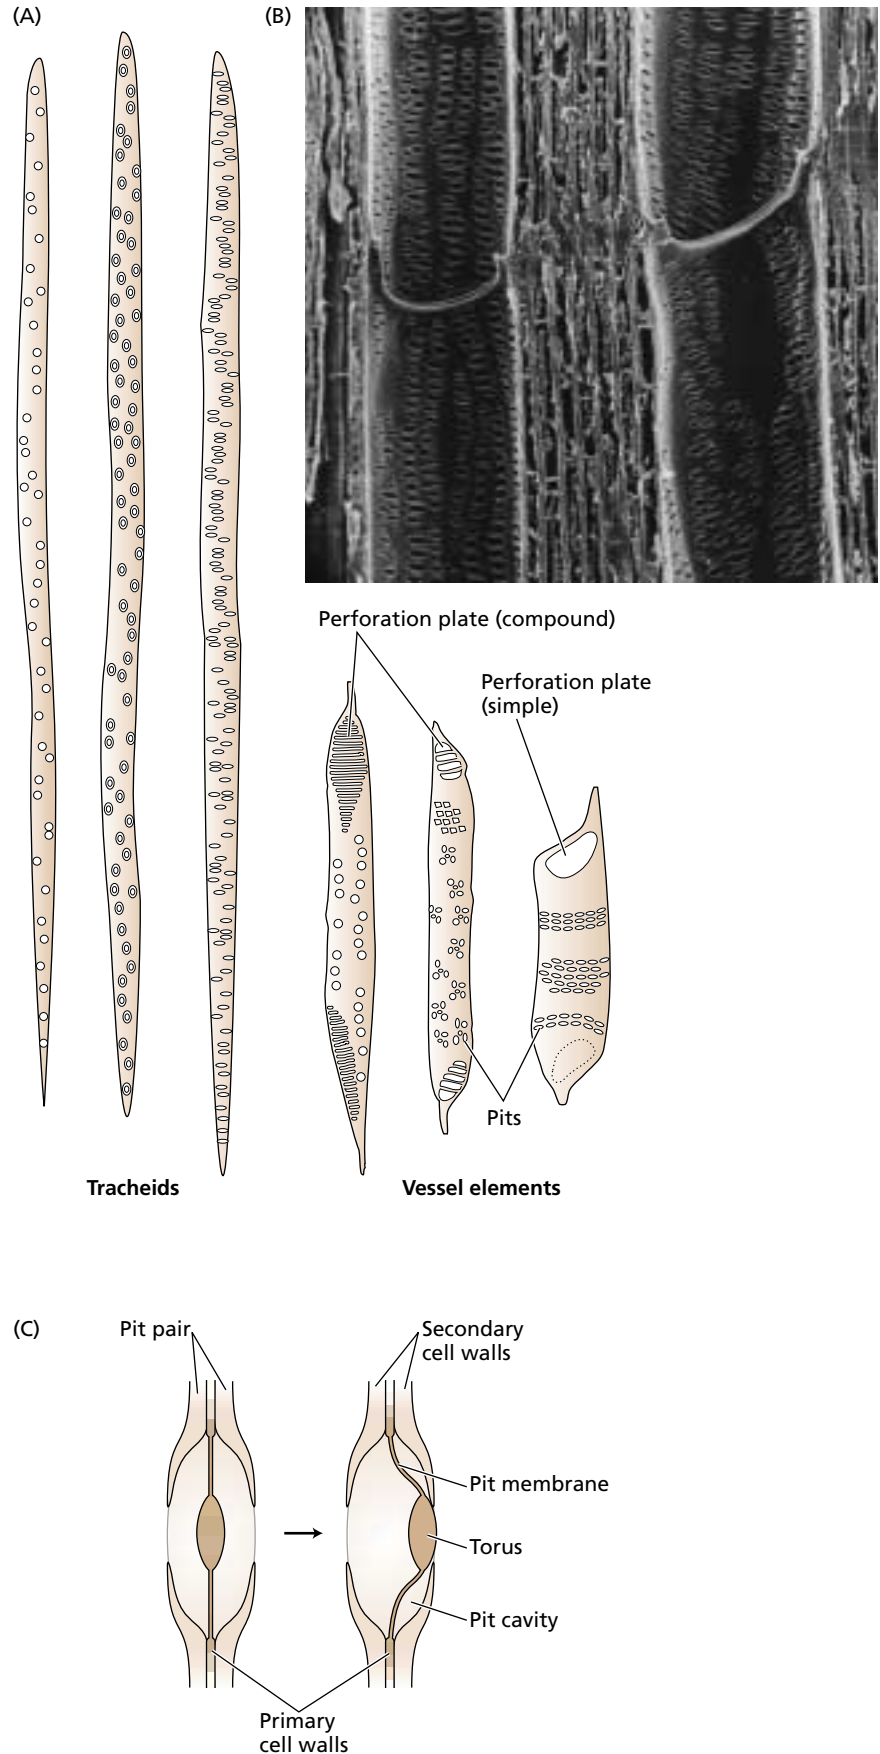 (A)
(B)
Perforation plate (compound)
Perforation plate
(simple)
Pits
Tracheids
Vessel elements
(C)
Pit pair
Secondary
cell walls
Pit membrane
Torus
Pit cavity
Primary
cell walls